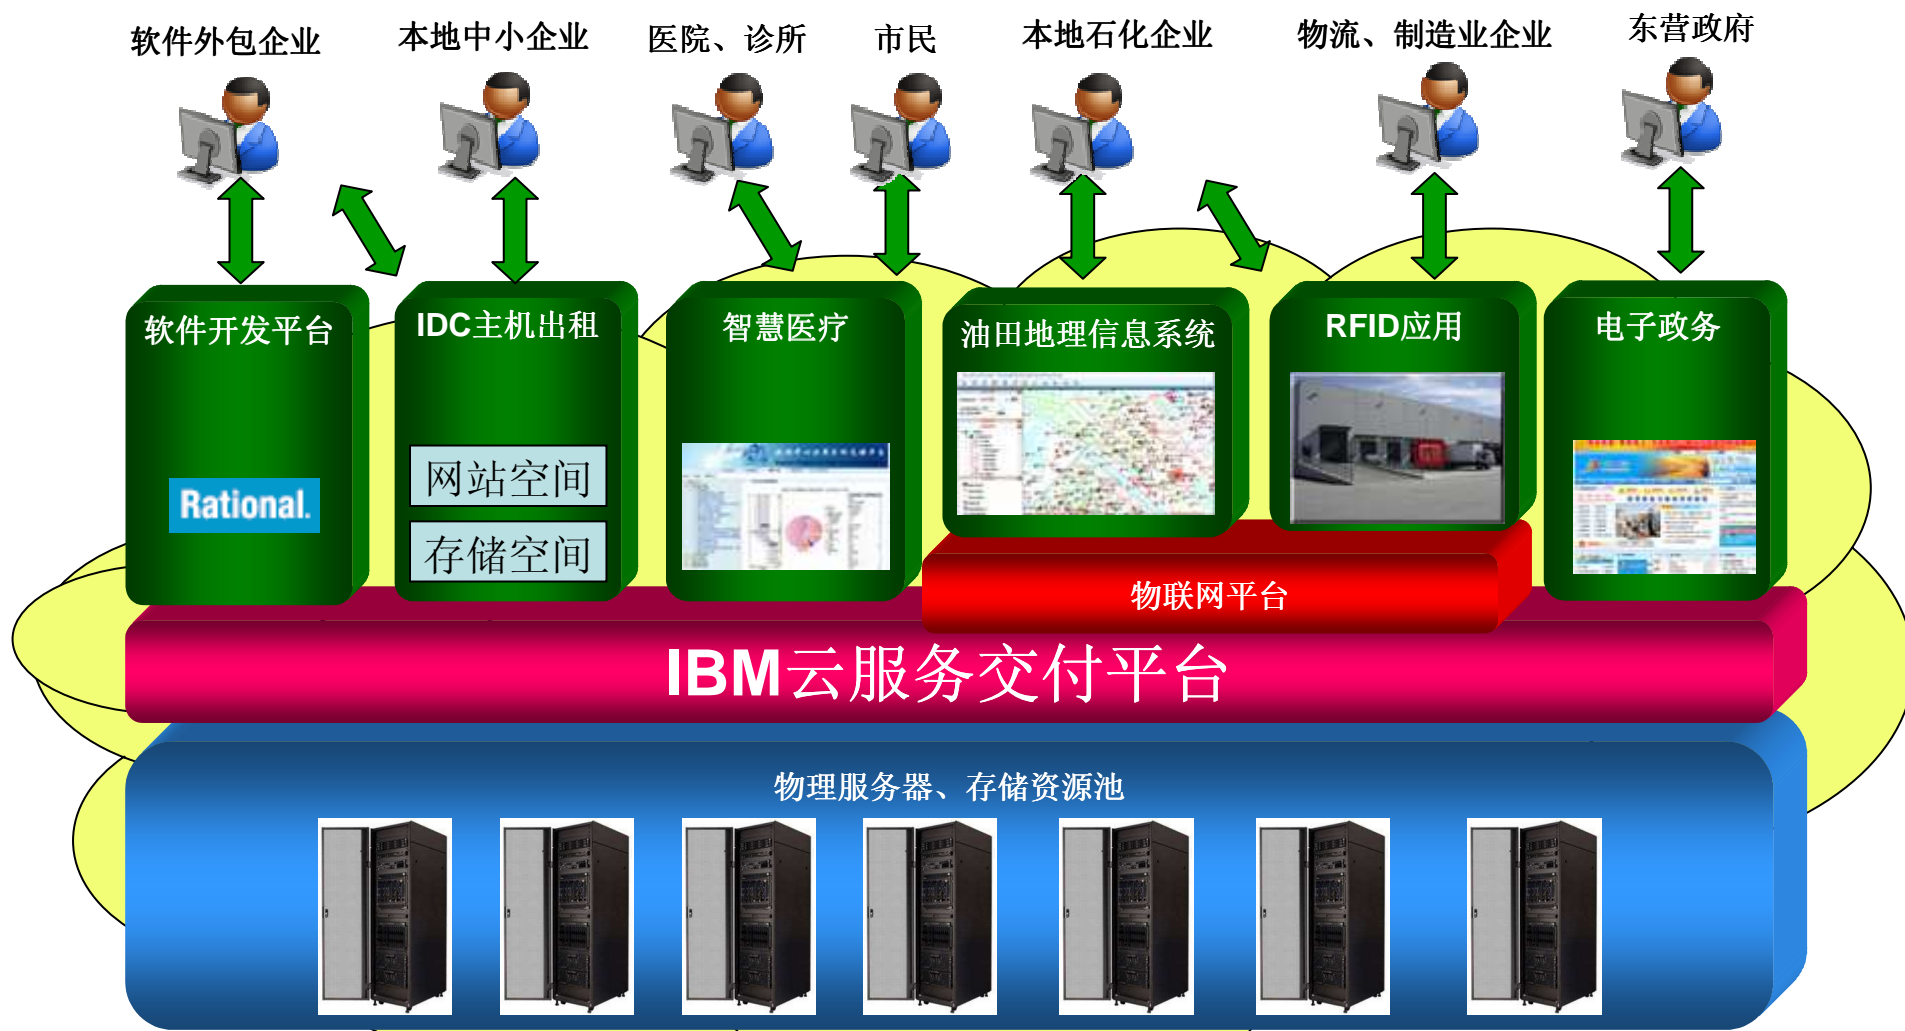 软件外包企业
本地中小企业
医院、诊所
市民
本地石化企业
物流、制造业企业
东营政府
软件开发平台
IDC主机出租
智慧医疗
油田地理信息系统
RFID应用
电子政务
Rational.
网站空间
存储空间
物联网平台
IBM云服务交付平台
物理服务器、存储资源池